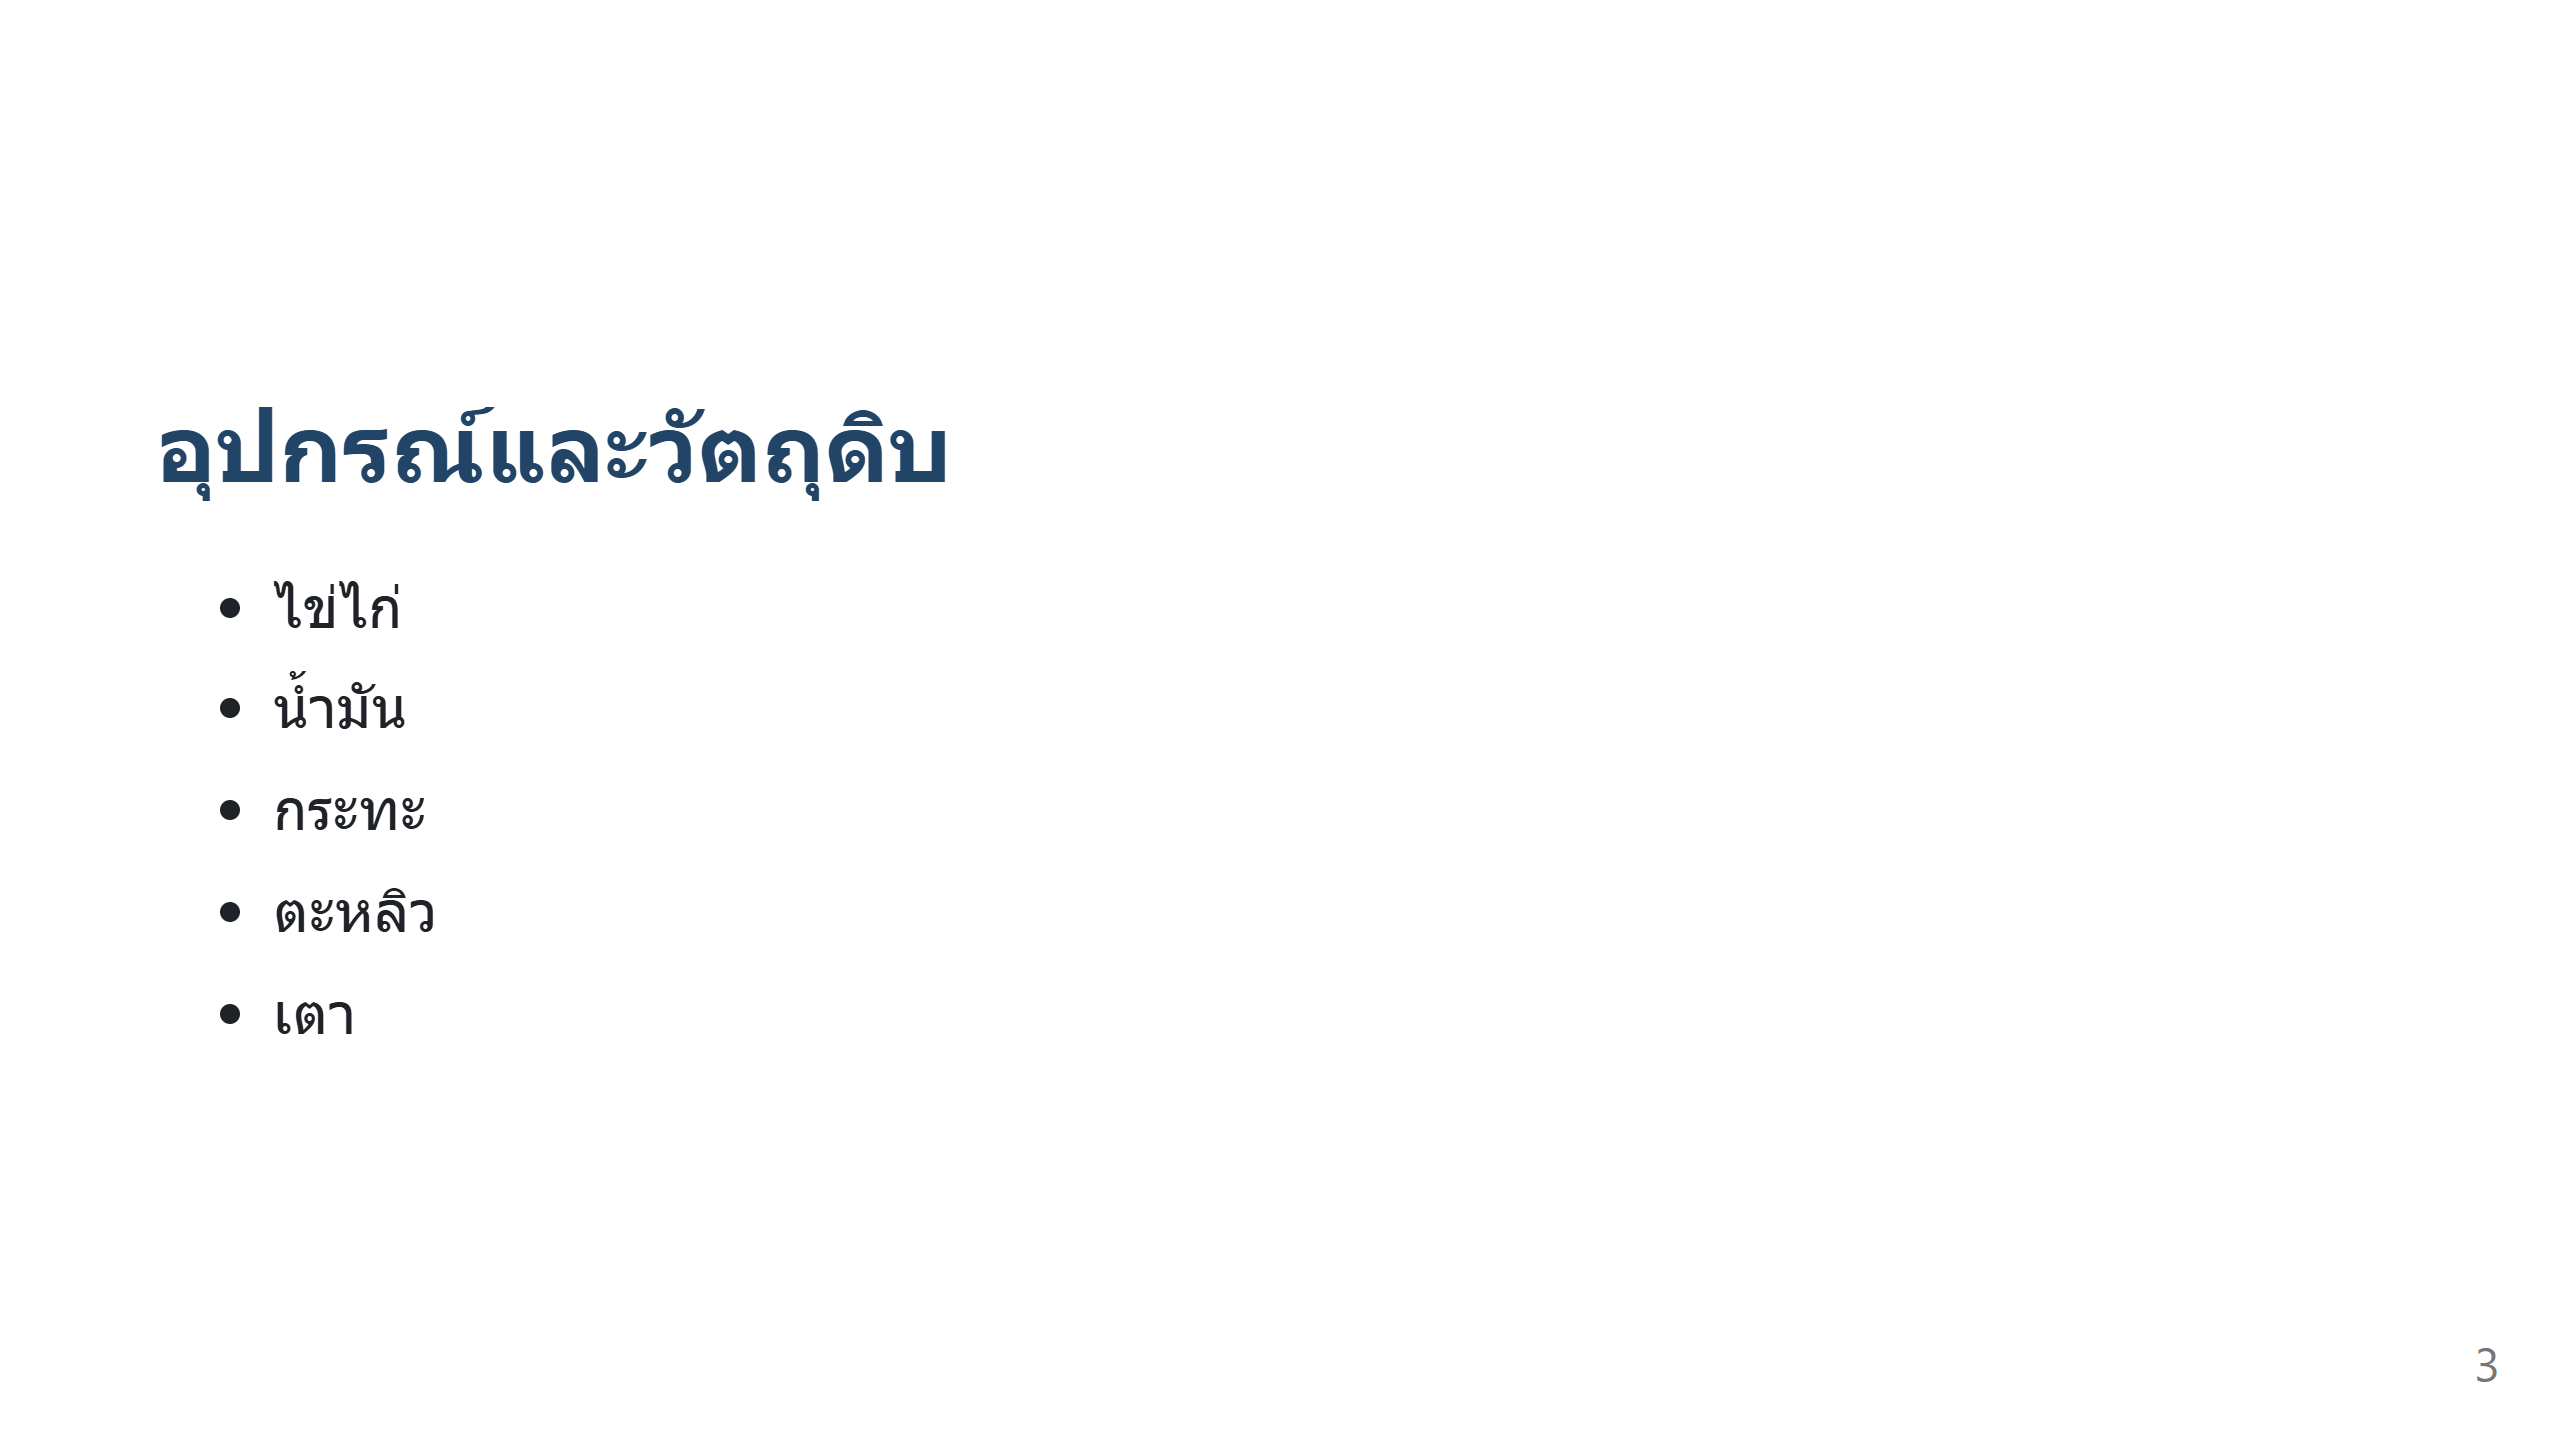 อุปกรณ์และวัตถุดิบ
• ไข่ไก่
• น้ำมัน
• กระทะ
• ตะหลิว
• เตา
3